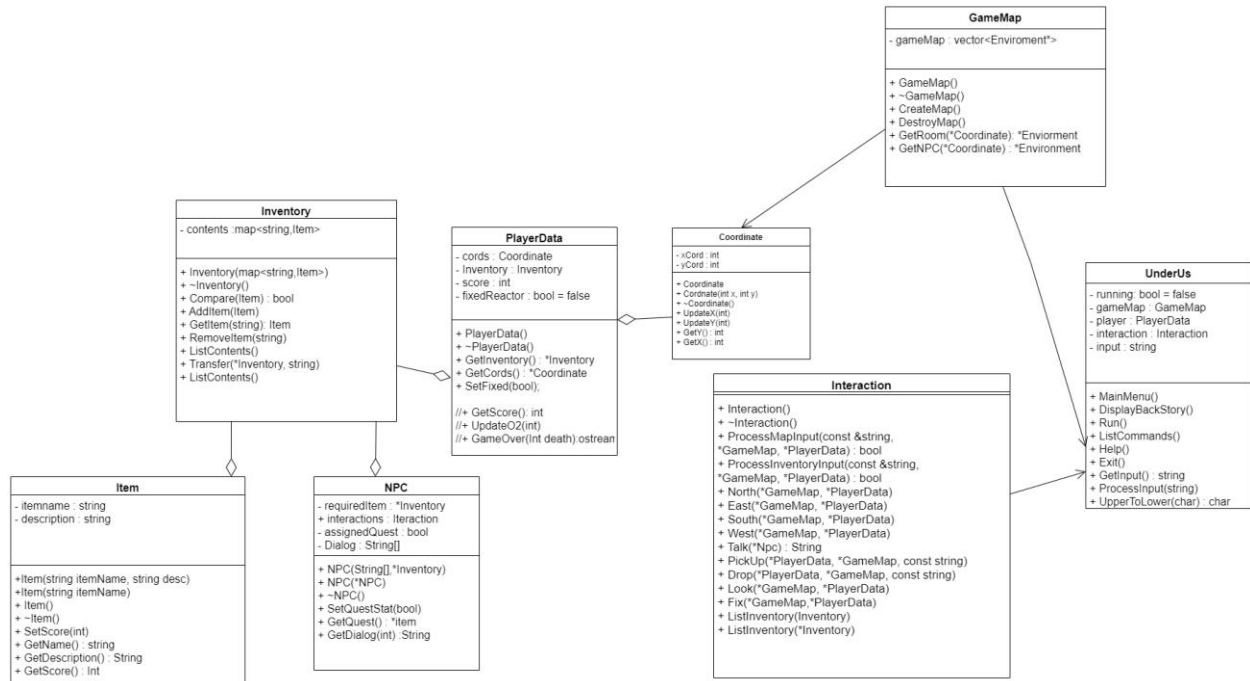 GameMap
- gameMap : vector<Enviroment*>
+ GameMap()
+ ~GameMap()
+ CreateMap()
+ DestroyMap()
+ GetRoom(*Coordinate): *Enviorment
+ GetNPC(*Coordinate) : *Environment
Inventory
- contents :map<string,Item>
+ Inventory(map<string,Item>)
+ ~Inventory()
+ Compare(Item) : bool
+ AddItem(Item)
+ GetItem(string): Item
+ RemoveItem(string)
+ ListContents()
+ Transfer(*Inventory, string)
+ ListContents()
PlayerData
- cords : Coordinate
- Inventory : Inventory
- score : int
- fixedReactor : bool = false
+ PlayerData()
+ ~PlayerData()
+ GetInventory() : *Inventory
+ GetCords() : *Coordinate
+ SetFixed(bool);
//+ GetScore(): int
//+ UpdateO2(int)
//+ GameOver(Int death):ostream
Coordinate
- xCord : int
- yCord : int
+ Coordinate
+ Cordnate(int x, int y)
+ ~Coordinate()
+ UpdateX(int)
+ UpdateY(int)
+ GetY() : int
+ GetX() : int
UnderUs
- running: bool = false
- gameMap : GameMap
- player : PlayerData
- interaction : Interaction
- input : string
+ MainMenu()
+ DisplayBackStory()
+ Run()
+ ListCommands()
+ Help()
+ Exit()
+ GetInput() : string
+ ProcessInput(string)
+ UpperToLower(char) : char
Interaction
+ Interaction()
+ ~Interaction()
+ ProcessMapInput(const &string,
*GameMap, *PlayerData) : bool
+ ProcessInventoryInput(const &string,
*GameMap, *PlayerData) : bool
+ North(*GameMap, *PlayerData)
+ East(*GameMap, *PlayerData)
+ South(*GameMap, *PlayerData)
+ West(*GameMap, *PlayerData)
+ Talk(*Npc) : String
+ PickUp(*PlayerData, *GameMap, const string)
+ Drop(*PlayerData, *GameMap, const string)
+ Look(*GameMap, *PlayerData)
+ Fix(*GameMap,*PlayerData)
+ ListInventory(Inventory)
+ ListInventory(*Inventory)
Item
- itemname : string
- description : string
+Item(string itemName, string desc)
+Item(string itemName)
+ Item()
+ ~Item()
+ SetScore(int)
+ GetName() : string
+ GetDescription() : String
+ GetScore() : Int
NPC
- requiredItem : *Inventory
+ interactions : Iteraction
- assignedQuest : bool
- Dialog : String[]
+ NPC(String[],*Inventory)
+ NPC(*NPC)
+ ~NPC()
+ SetQuestStat(bool)
+ GetQuest() : *item
+ GetDialog(int) :String